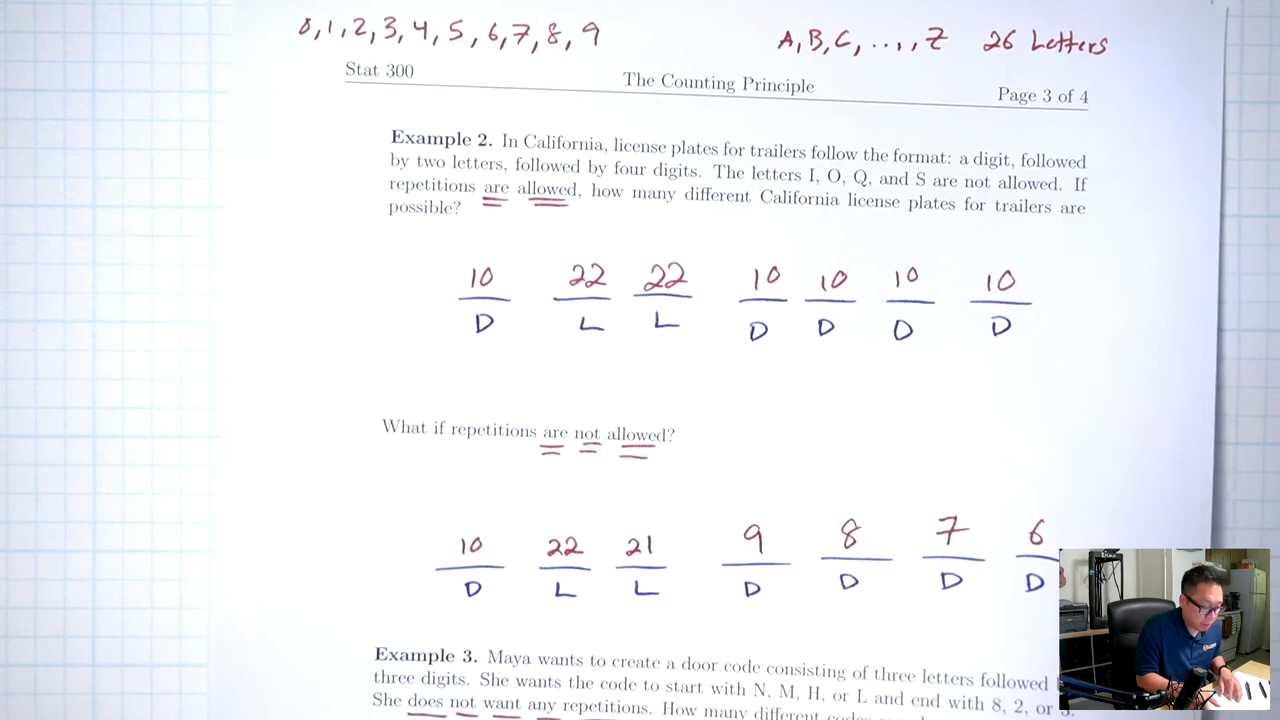 0, 1, 2, 3, 4, 5, 6, 7, 8, 9 A, B, C, ..., Z 26 Letters
Stat 300 The Counting Principle Page 3 of 4
Example 2. In California, license plates for trailers follow the format: a digit, followed
by two letters, followed by four digits. The letters I, O, Q, and S are not allowed. If
repetitions are allowed, how many different California license plates for trailers are
possible?
10 22 22 10 10 10 10
D L L D D D D
What if repetitions are not allowed?
10 22 21 9 8 7 6
D L L D D D D
Example 3. Maya wants to create a door code consisting of three letters followed
three digits. She wants the code to start with N, M, H, or L and end with 8, 2, or
She does not want any repetitions. How many different codes